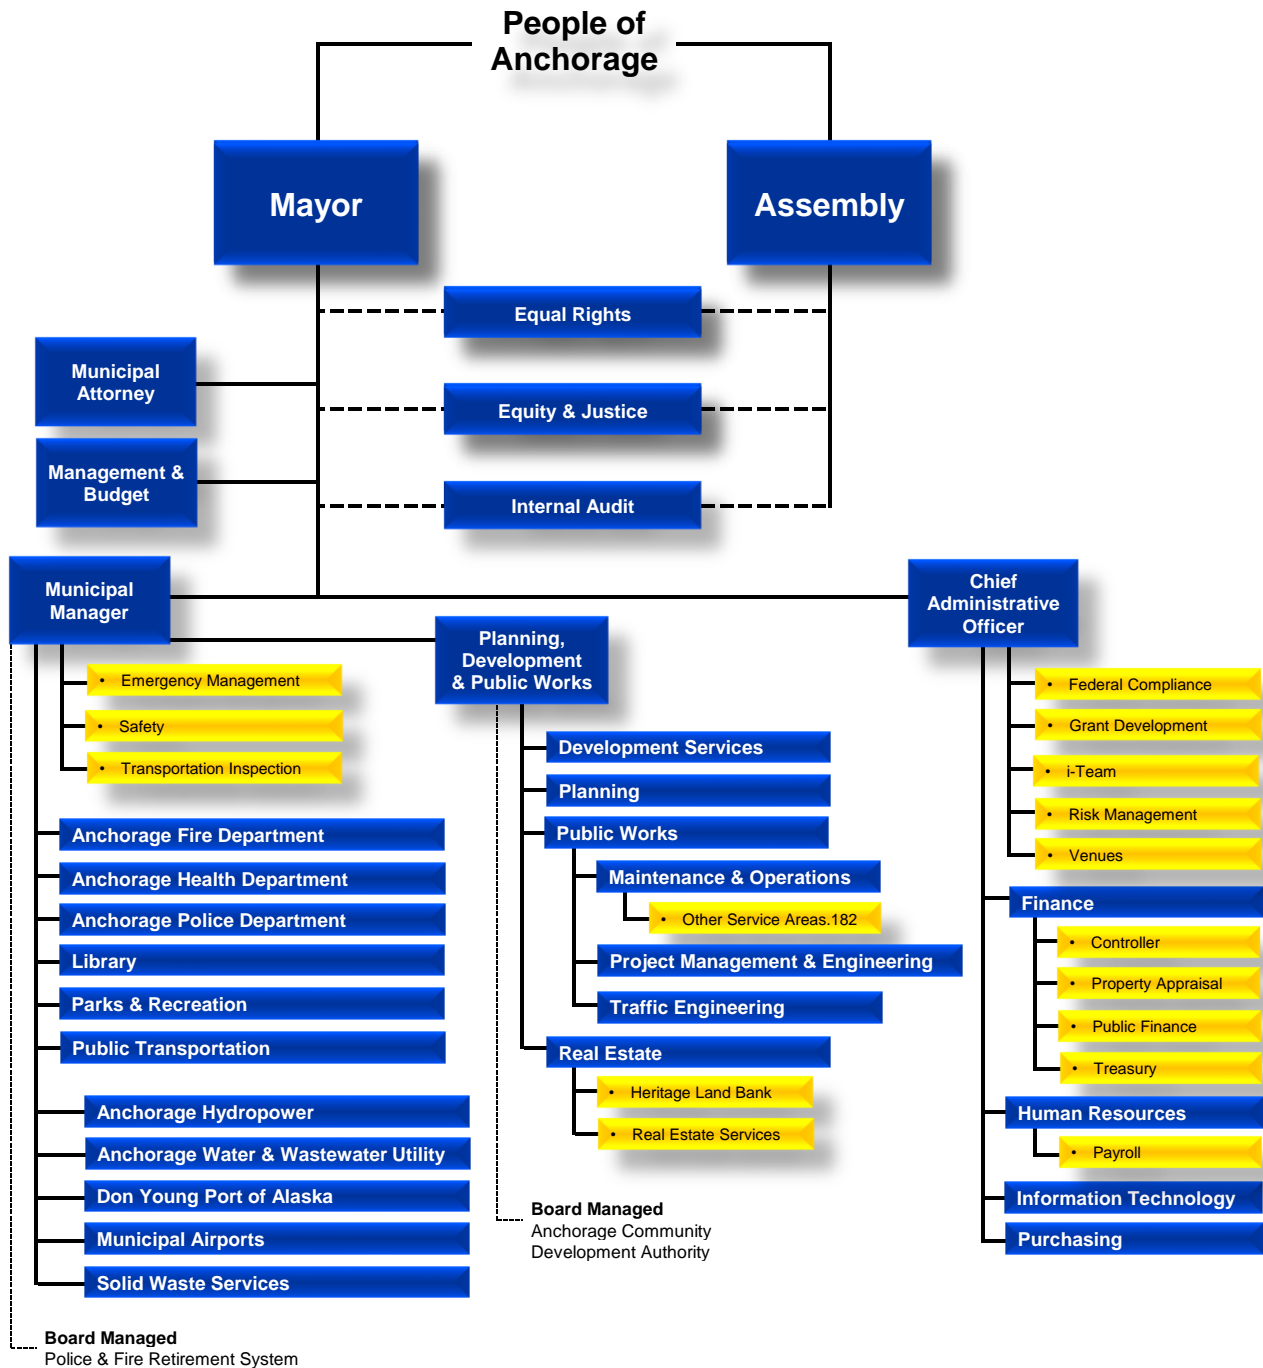 People of
Anchorage
Mayor
Assembly
Equal Rights
Municipal
Attorney
Equity & Justice
Management &
Budget
Internal Audit
Municipal
Manager
• Emergency Management
• Safety
• Transportation Inspection
Anchorage Fire Department
Anchorage Health Department
Anchorage Police Department
Library
Parks & Recreation
Public Transportation
Anchorage Hydropower
Anchorage Water & Wastewater Utility
Don Young Port of Alaska
Municipal Airports
Solid Waste Services
Board Managed
Police & Fire Retirement System
Planning,
Development
& Public Works
Development Services
Planning
Public Works
Maintenance & Operations
• Other Service Areas.182
Project Management & Engineering
Traffic Engineering
Real Estate
• Heritage Land Bank
• Real Estate Services
Board Managed
Anchorage Community
Development Authority
Chief
Administrative
Officer
• Federal Compliance
• Grant Development
• i-Team
• Risk Management
• Venues
Finance
• Controller
• Property Appraisal
• Public Finance
• Treasury
Human Resources
• Payroll
Information Technology
Purchasing